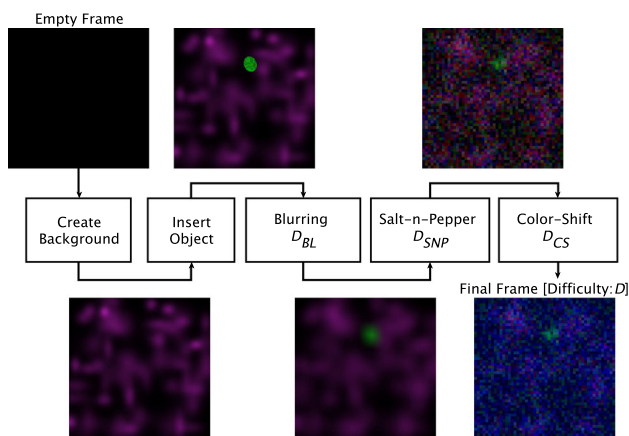 Empty Frame
Create
Background
Insert
Object
Blurring
D_BL
Salt-n-Pepper
D_SNP
Color-Shift
D_CS
Final Frame [Difficulty: D]